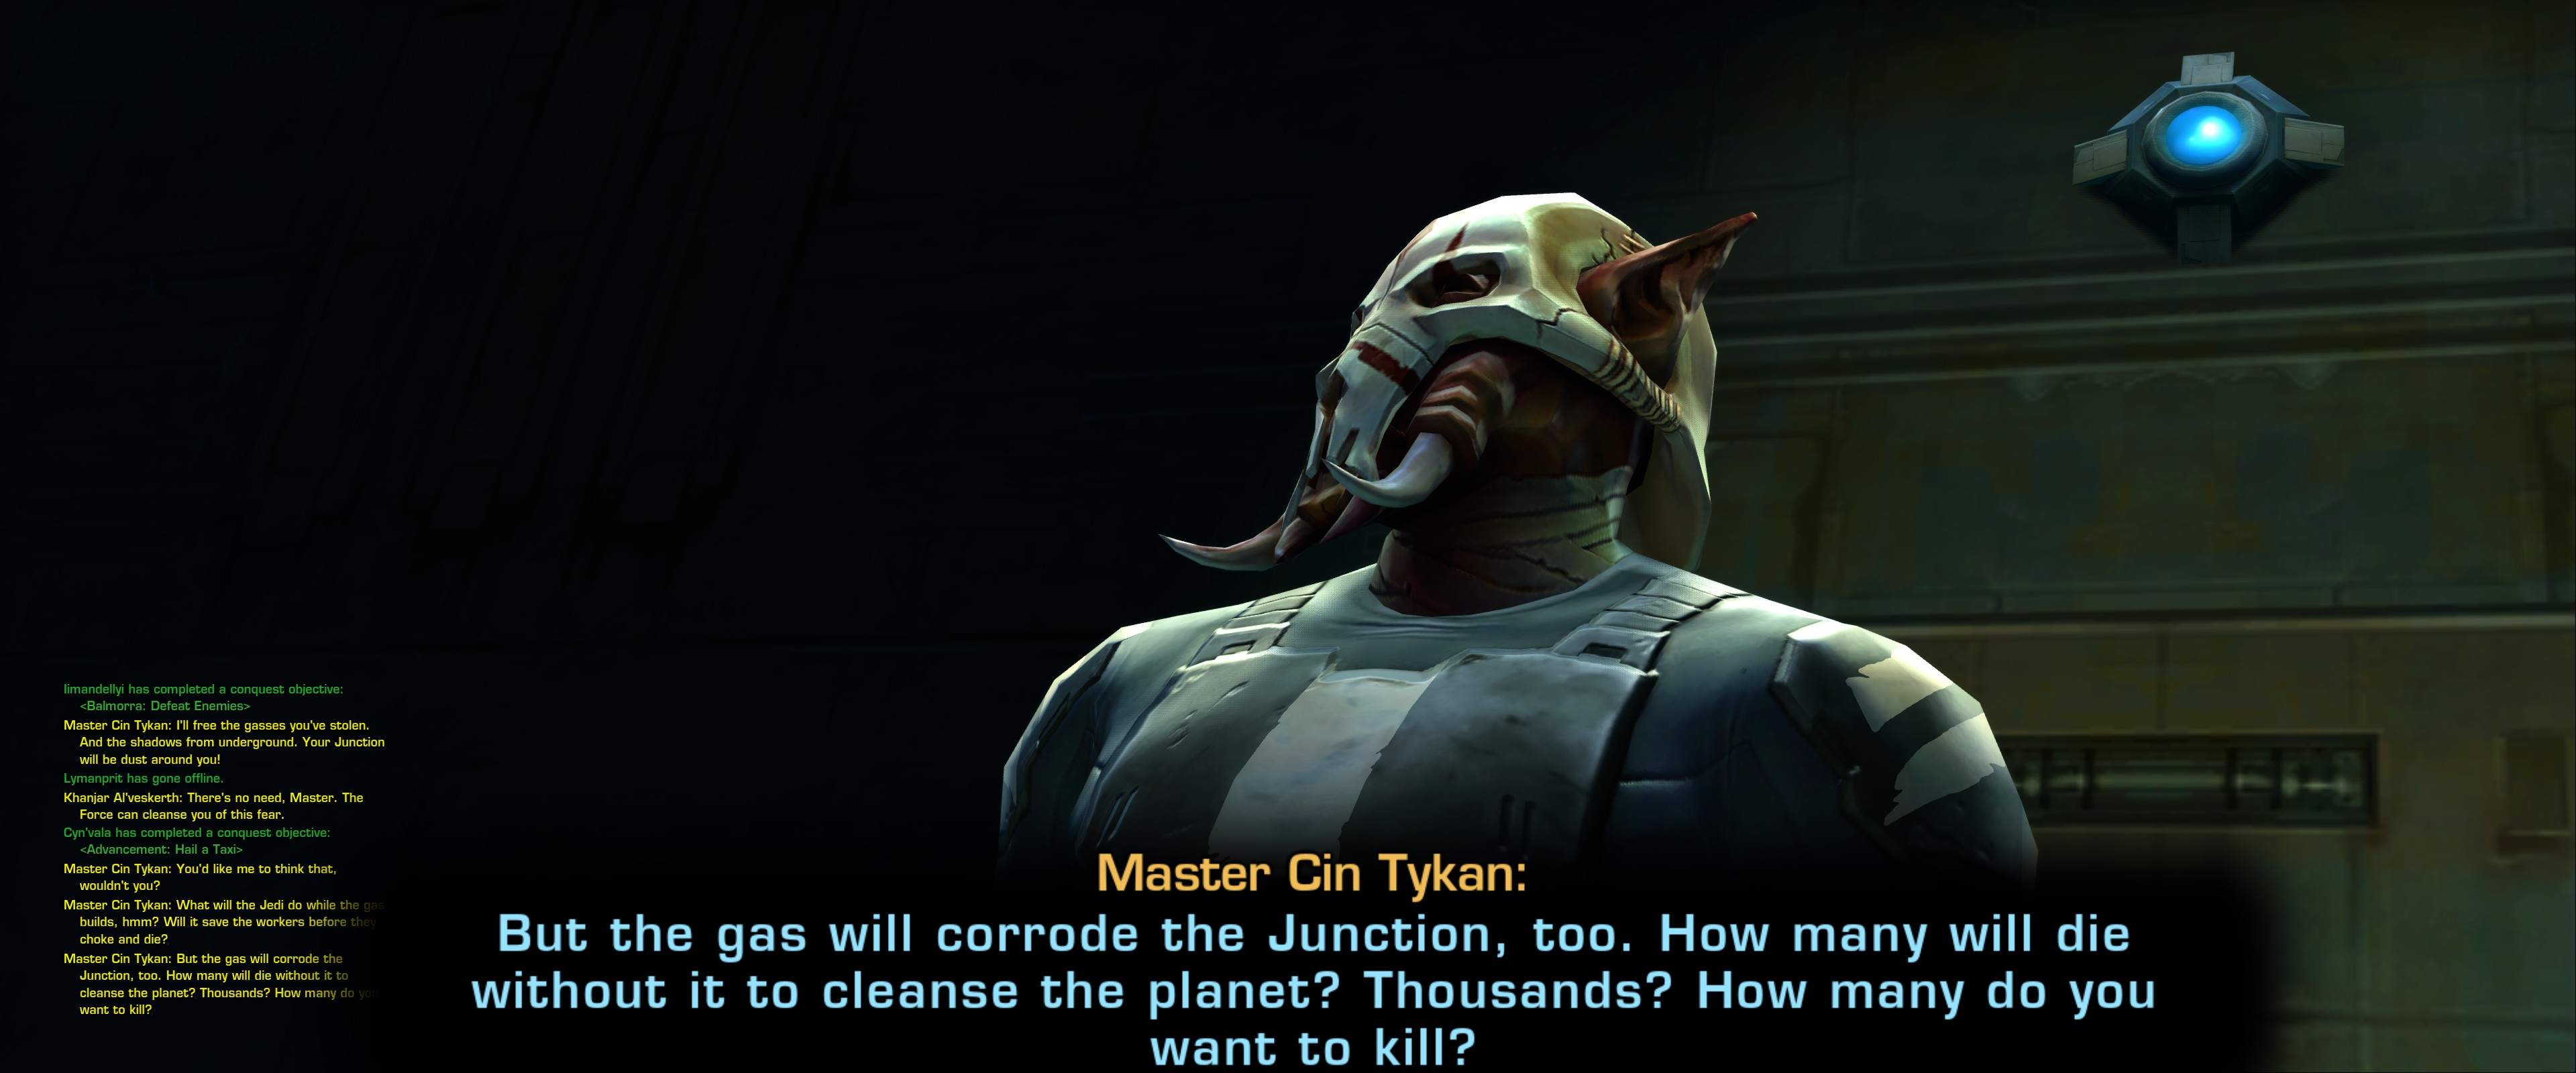 Iimandellyi has completed a conquest objective:
<Balmorra: Defeat Enemies>
Master Cin Tykan: I'll free the gasses you've stolen.
And the shadows from underground. Your Junction
will be dust around you!
Lymanprit has gone offline.
Khanjar Al'veskerth: There's no need, Master. The
Force can cleanse you of this fear.
Cyn'vala has completed a conquest objective:
<Advancement: Hail a Taxi>
Master Cin Tykan: You'd like me to think that,
wouldn't you?
Master Cin Tykan: What will the Jedi do while the gas
builds, hmm? Will it save the workers before they
choke and die?
Master Cin Tykan: But the gas will corrode the
Junction, too. How many will die without it to
cleanse the planet? Thousands? How many do you
want to kill?
Master Cin Tykan:
But the gas will corrode the Junction, too. How many will die
without it to cleanse the planet? Thousands? How many do you
want to kill?